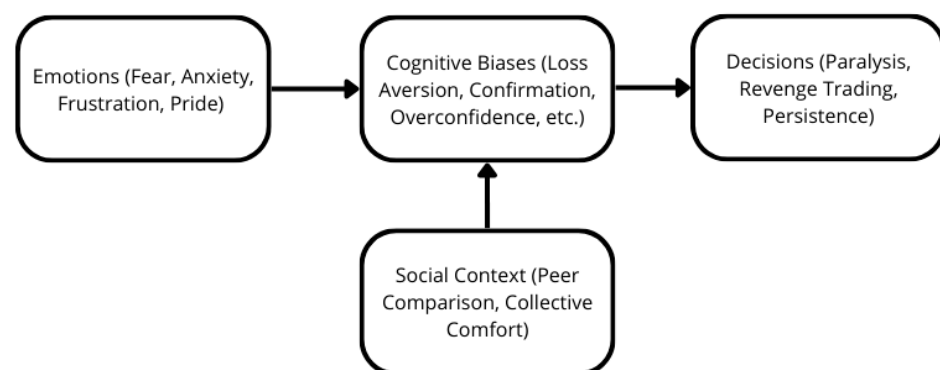 Emotions (Fear, Anxiety,
Frustration, Pride)
Cognitive Biases (Loss
Aversion, Confirmation,
Overconfidence, etc.)
Decisions (Paralysis,
Revenge Trading,
Persistence)
Social Context (Peer
Comparison, Collective
Comfort)